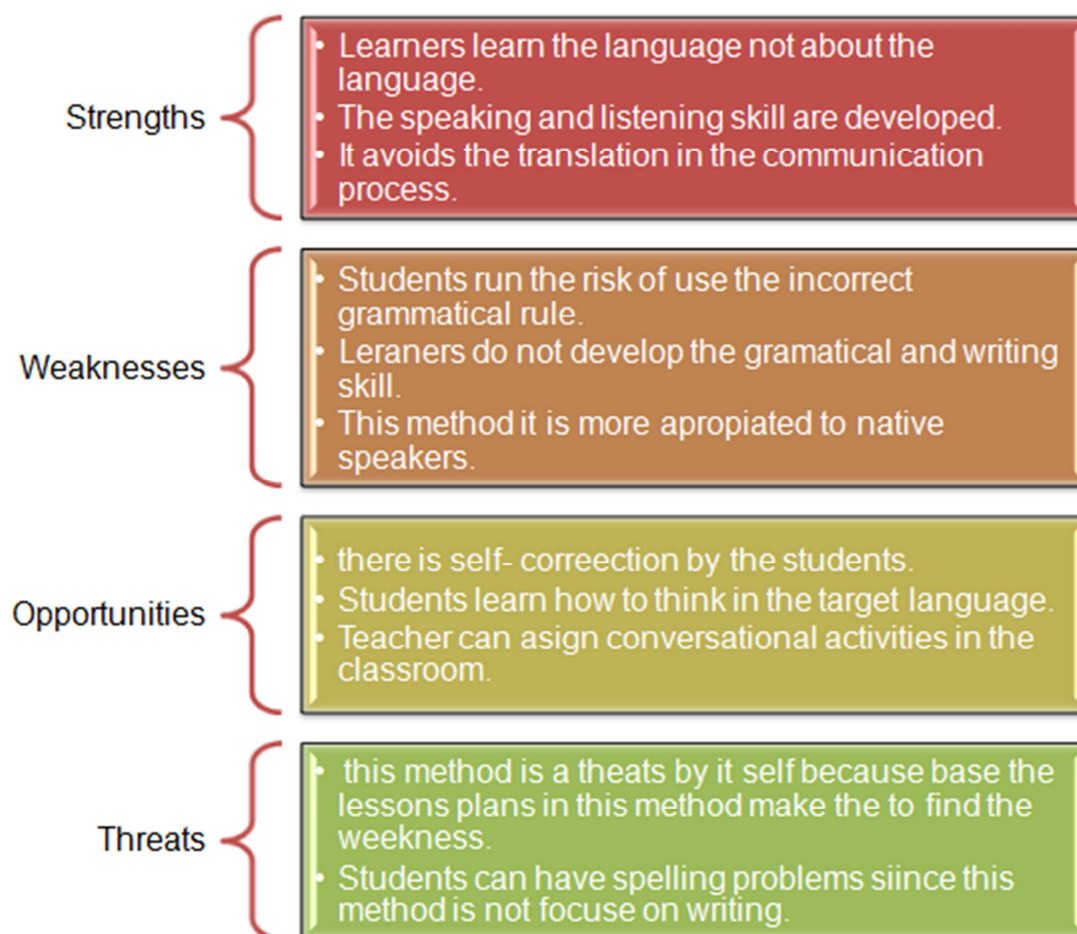 Strengths
• Learners learn the language not about the
language.
• The speaking and listening skill are developed.
• It avoids the translation in the communication
process.
Weaknesses
• Students run the risk of use the incorrect
grammatical rule.
• Leraners do not develop the gramatical and writing
skill.
• This method it is more apropiated to native
speakers.
Opportunities
• there is self- correection by the students.
• Students learn how to think in the target language.
• Teacher can asign conversational activities in the
classroom.
Threats
• this method is a theats by it self because base the
lessons plans in this method make the to find the
weekness.
• Students can have spelling problems siince this
method is not focuse on writing.